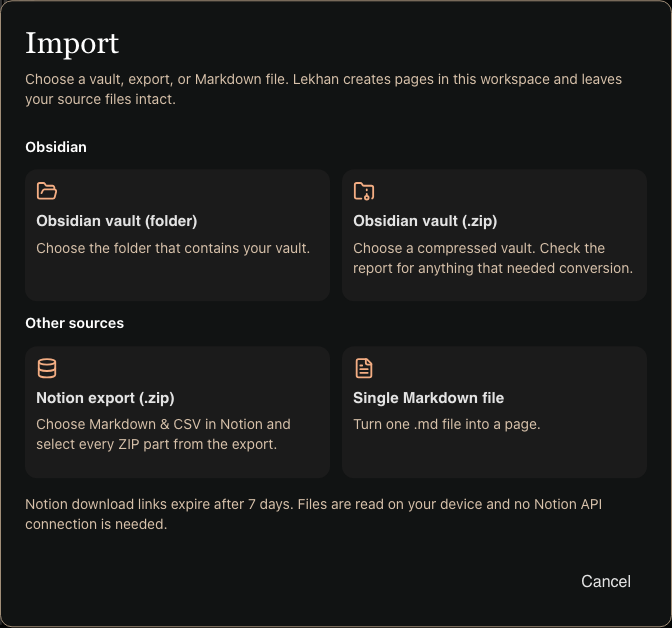 Import
Choose a vault, export, or Markdown file. Lekhan creates pages in this workspace and leaves
your source files intact.
Obsidian
Obsidian vault (folder)
Choose the folder that contains your vault.
Obsidian vault (.zip)
Choose a compressed vault. Check the
report for anything that needed conversion.
Other sources
Notion export (.zip)
Choose Markdown & CSV in Notion and
select every ZIP part from the export.
Single Markdown file
Turn one .md file into a page.
Notion download links expire after 7 days. Files are read on your device and no Notion API
connection is needed.
Cancel